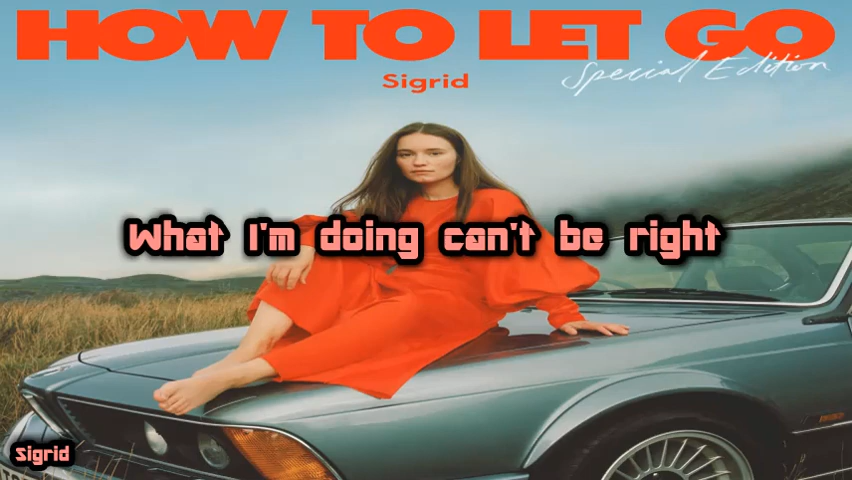 HOW TO LET GO
Sigrid
Special Edition
What I'm doing can't be right
Sigrid